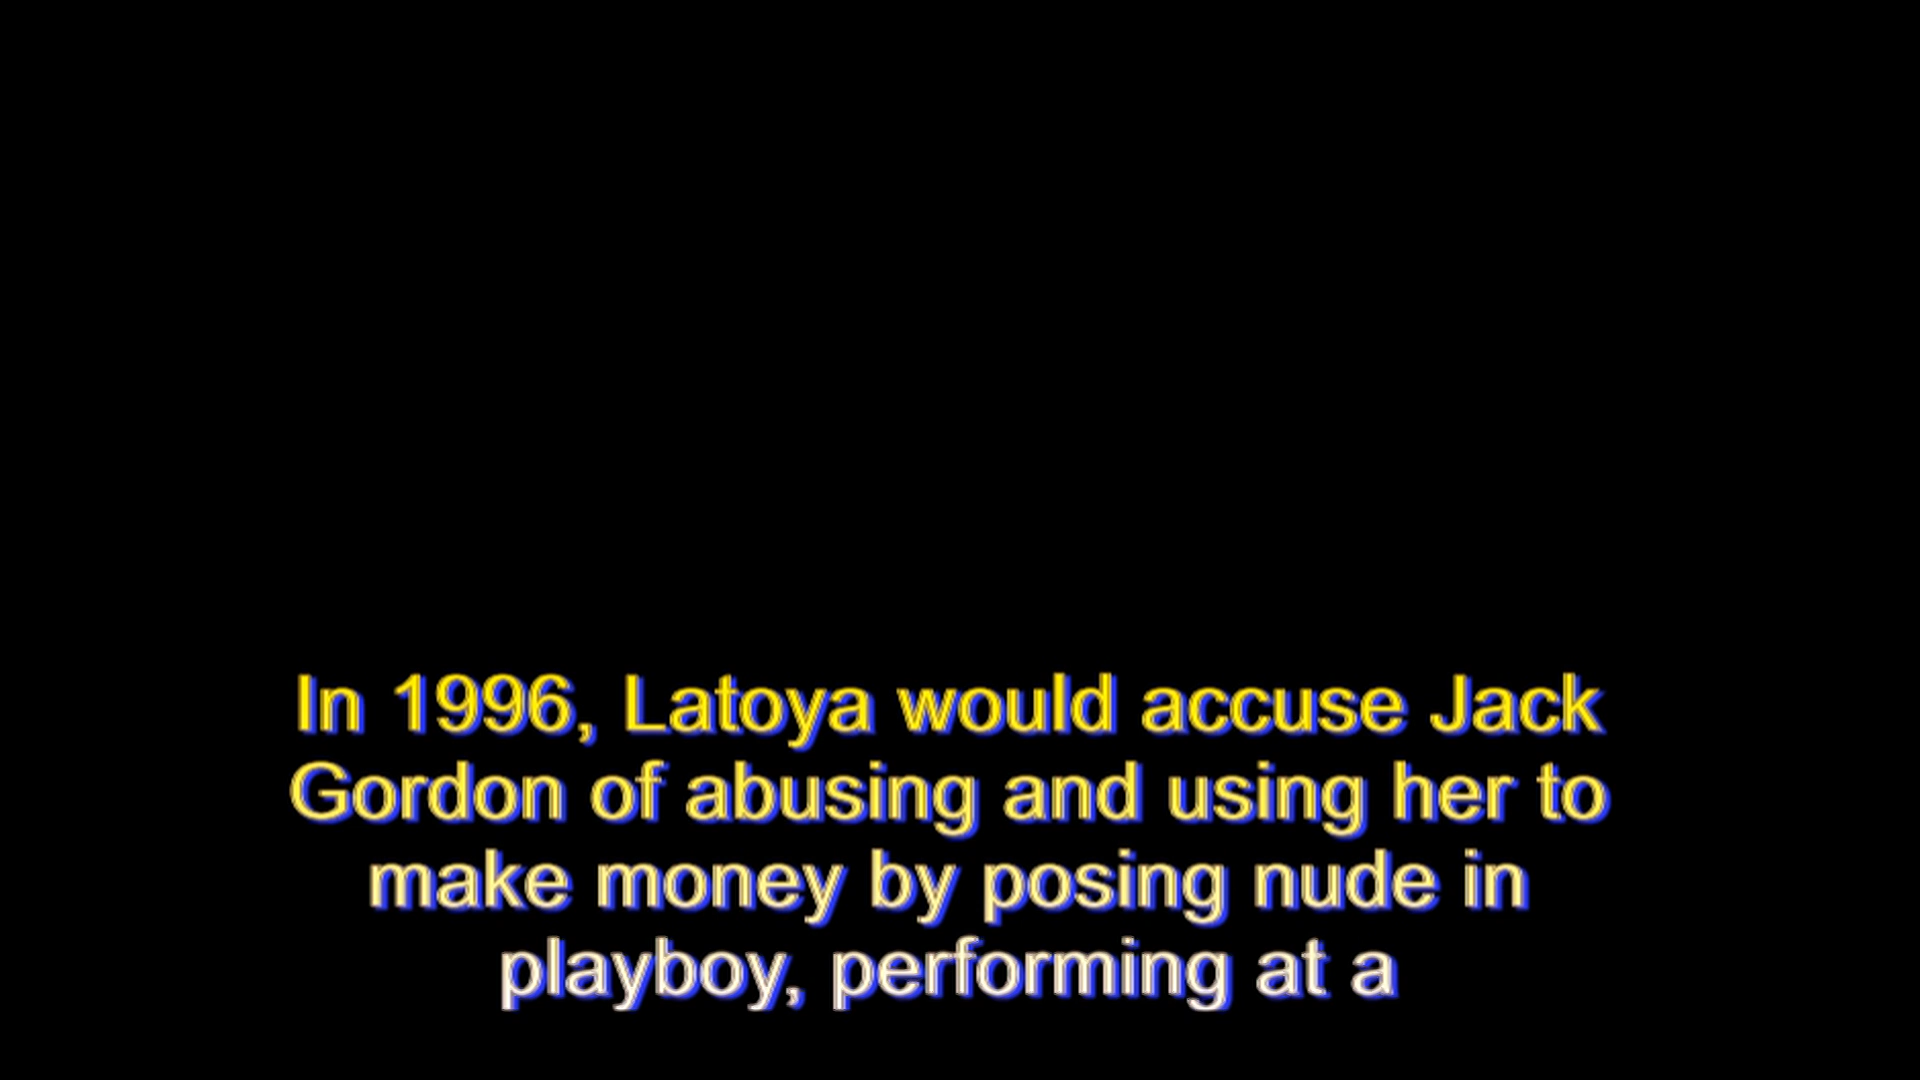 In 1996, Latoya would accuse Jack
Gordon of abusing and using her to
make money by posing nude in
playboy, performing at a